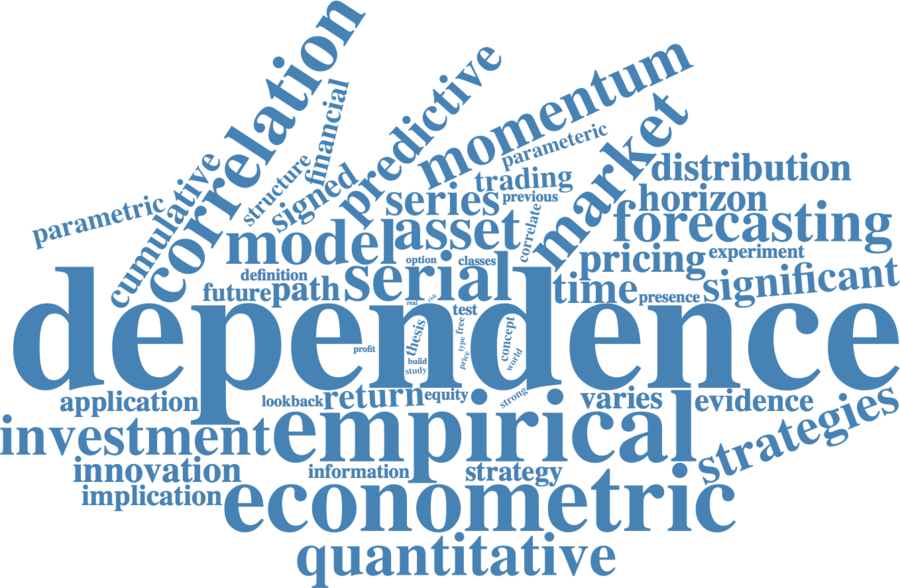 correlation
financial
predictive
momentum
parameteric
market
structure
signed
cumulative
parametric
distribution
trading
series
previous
horizon
correlate
forecasting
model
asset
pricing
experiment
option
classes
definition
serial
future
path
time
presence
significant
dependence
real
risk
test
thesis
type
free
concept
profit
build
study
price
world
application
lookback
return
equity
strong
varies
evidence
strategies
investment
empirical
innovation
information
strategy
implication
econometric
quantitative